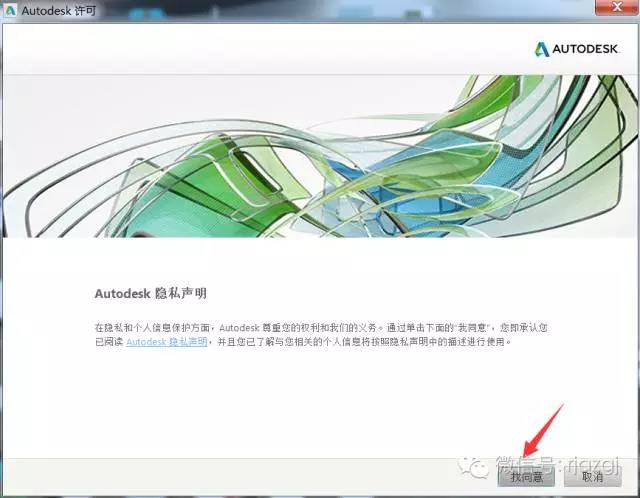 Autodesk 许可
AUTODESK
Autodesk 隐私声明
在隐私和个人信息保护方面，Autodesk 尊重您的权利和我们的义务。通过单击下面的“我同意”，您即承认您
已阅读 Autodesk 隐私声明，并且您已了解与您相关的个人信息将按照隐私声明中的描述进行使用。
微信号: rjqzgj
我同意
取消